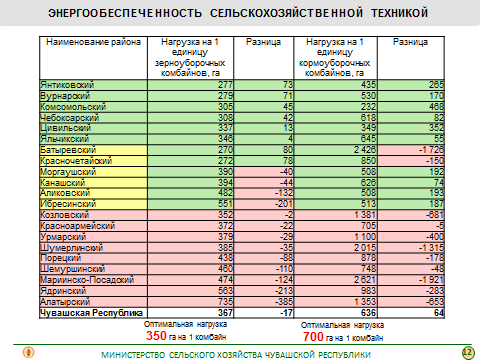 ЭНЕРГООБЕСПЕЧЕННОСТЬ СЕЛЬСКОХОЗЯЙСТВЕННОЙ ТЕХНИКОЙ
Наименование района Нагрузка на 1 единицу зерноуборочных комбайнов, га Разница Нагрузка на 1 единицу кормоуборочных комбайнов, га Разница
Янтиковский 277 73 435 265
Вурнарский 279 71 530 170
Комсомольский 305 45 232 468
Чебоксарский 308 42 618 82
Цивильский 337 13 349 352
Яльчикский 346 4 645 55
Батыревский 270 80 2 426 -1 726
Красночетайский 272 78 850 -150
Моргаушский 390 -40 508 192
Канашский 394 -44 626 74
Аликовский 482 -132 508 193
Ибресинский 551 -201 513 187
Козловский 352 -2 1 381 -681
Красноармейский 372 -22 705 -5
Урмарский 379 -29 1 100 -400
Шумерлинский 385 -35 2 015 -1 315
Порецкий 438 -88 878 -178
Шемуршинский 460 -110 748 -48
Мариинско-Посадский 474 -124 2 621 -1 921
Ядринский 563 -213 983 -283
Алатырский 735 -385 1 353 -653
Чувашская Республика 367 -17 636 64
Оптимальная нагрузка
350 га на 1 комбайн
Оптимальная нагрузка
700 га на 1 комбайн
МИНИСТЕРСТВО СЕЛЬСКОГО ХОЗЯЙСТВА ЧУВАШСКОЙ РЕСПУБЛИКИ
12